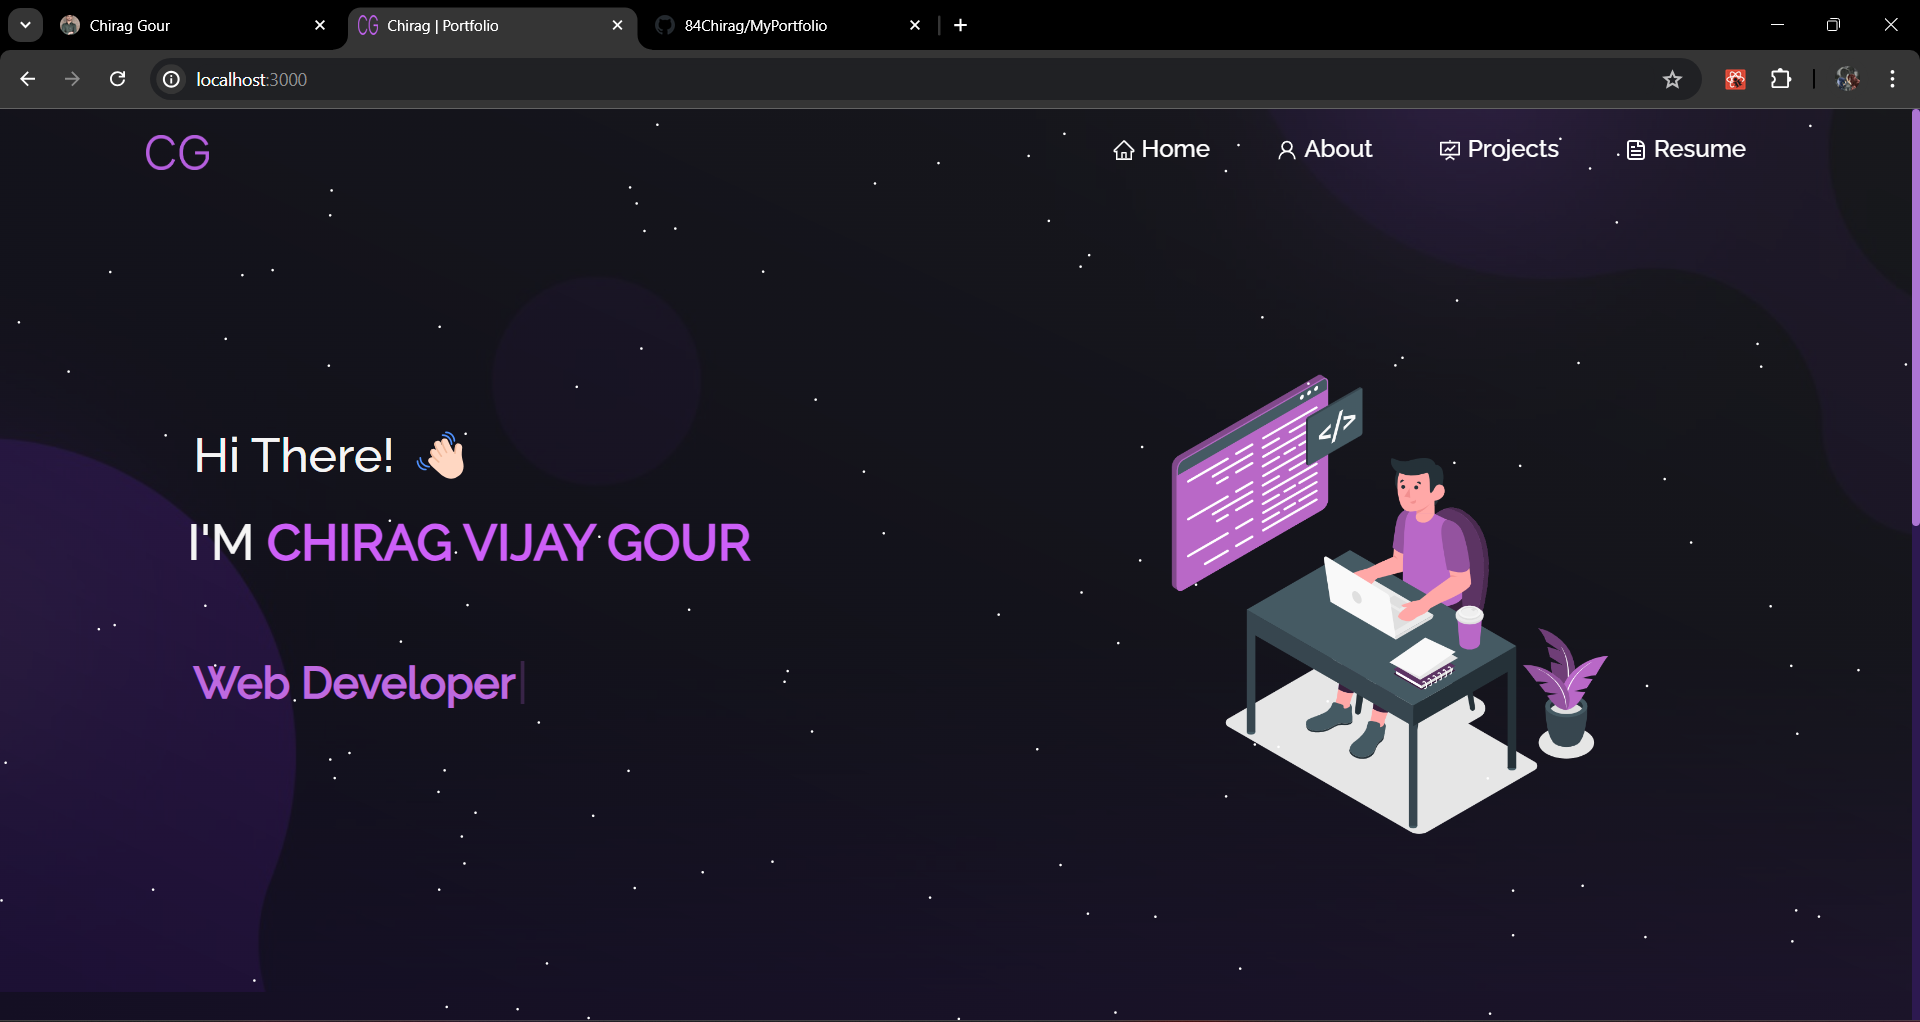 Chirag Gour
CG Chirag | Portfolio
84Chirag/MyPortfolio
localhost:3000
CG
Home
About
Projects
Resume
Hi There! 👋🏻
I'M CHIRAG VIJAY GOUR
Web Developer|
</>